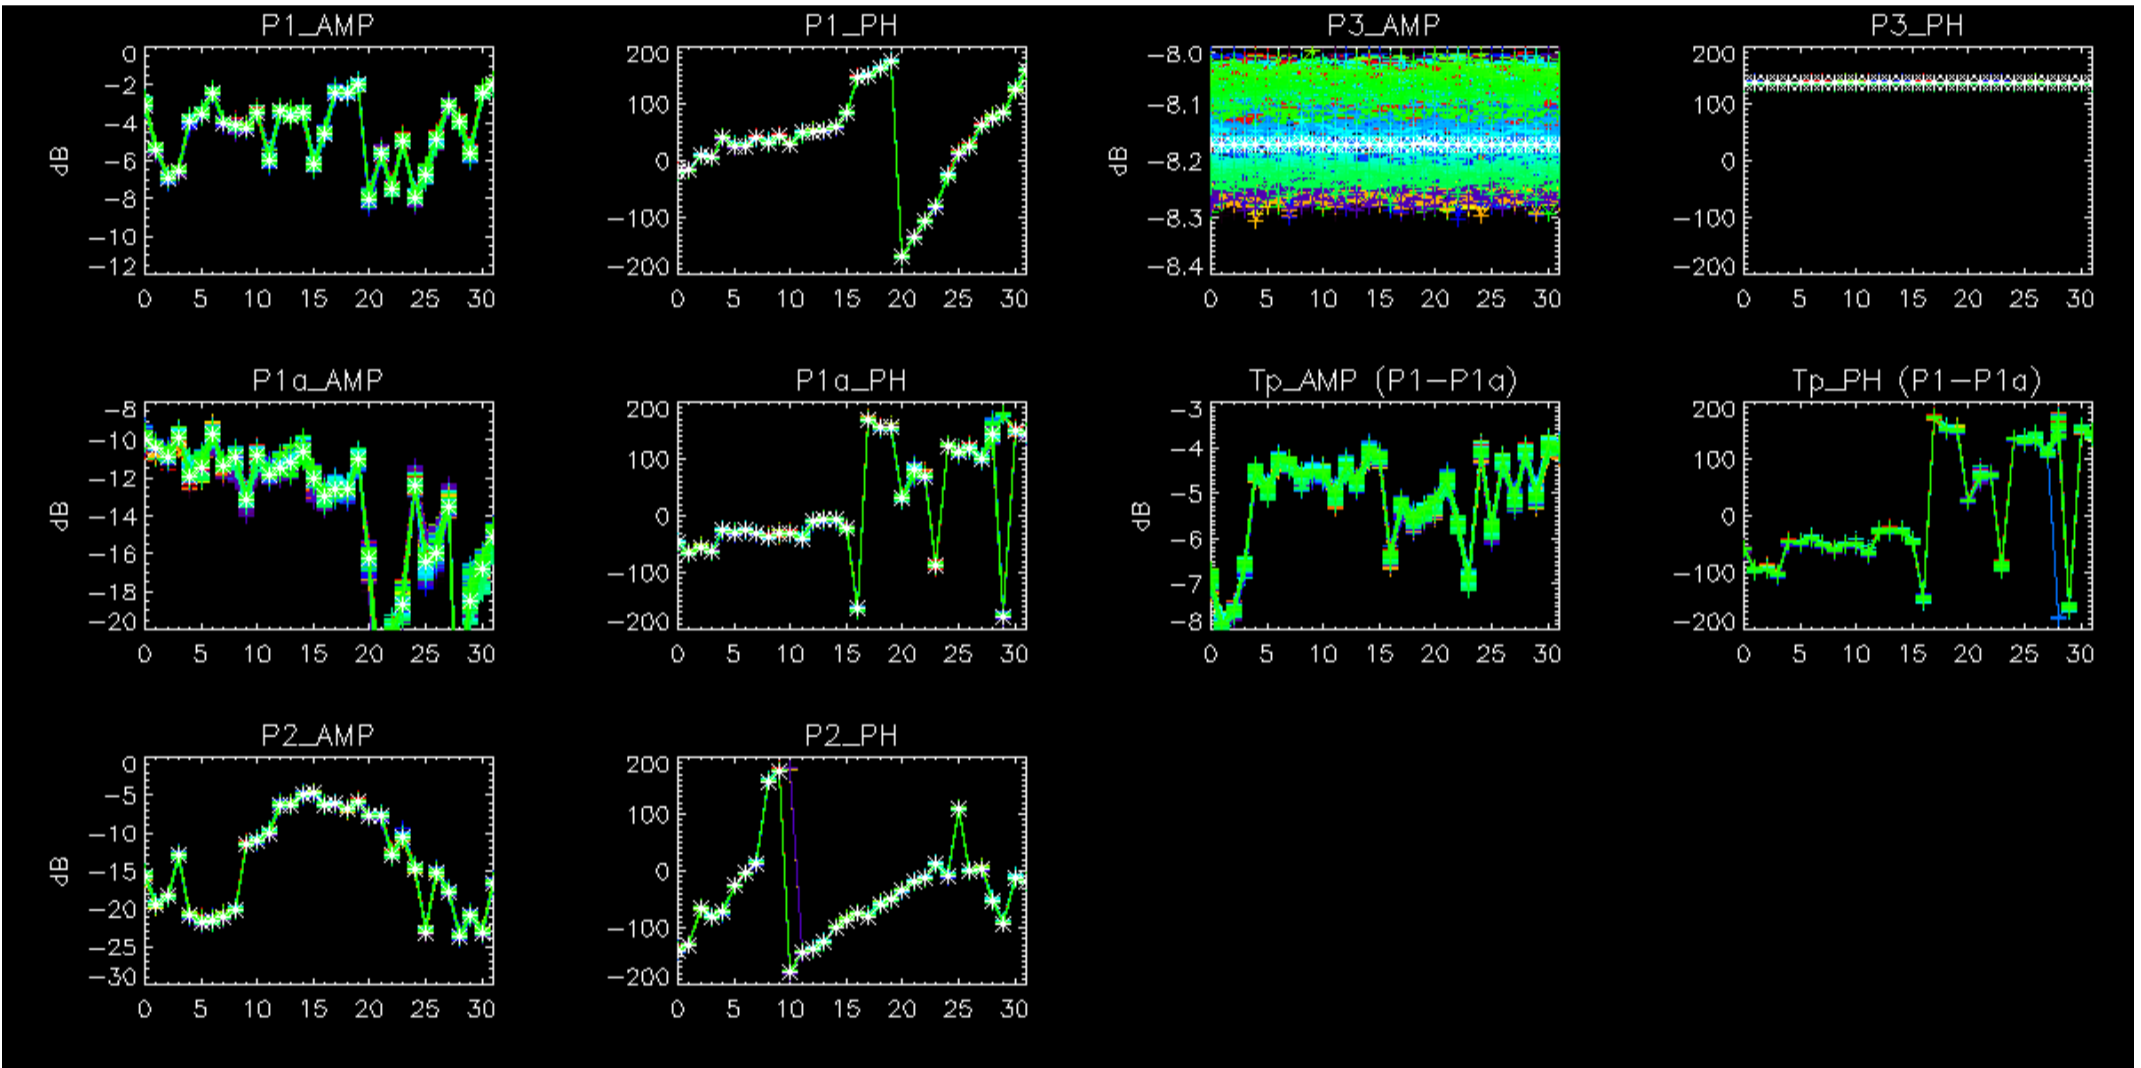 P1_AMP
0
−2
−4
−6
−8
−10
−12
dB
0 5 10 15 20 25 30
P1_PH
200
100
0
−100
−200
0 5 10 15 20 25 30
P3_AMP
−8.0
−8.1
−8.2
−8.3
−8.4
dB
0 5 10 15 20 25 30
P3_PH
200
100
0
−100
−200
0 5 10 15 20 25 30
P1a_AMP
−8
−10
−12
−14
−16
−18
−20
dB
0 5 10 15 20 25 30
P1a_PH
200
100
0
−100
−200
0 5 10 15 20 25 30
Tp_AMP (P1−P1a)
−3
−4
−5
−6
−7
−8
dB
0 5 10 15 20 25 30
Tp_PH (P1−P1a)
200
100
0
−100
−200
0 5 10 15 20 25 30
P2_AMP
0
−5
−10
−15
−20
−25
−30
dB
0 5 10 15 20 25 30
P2_PH
200
100
0
−100
−200
0 5 10 15 20 25 30